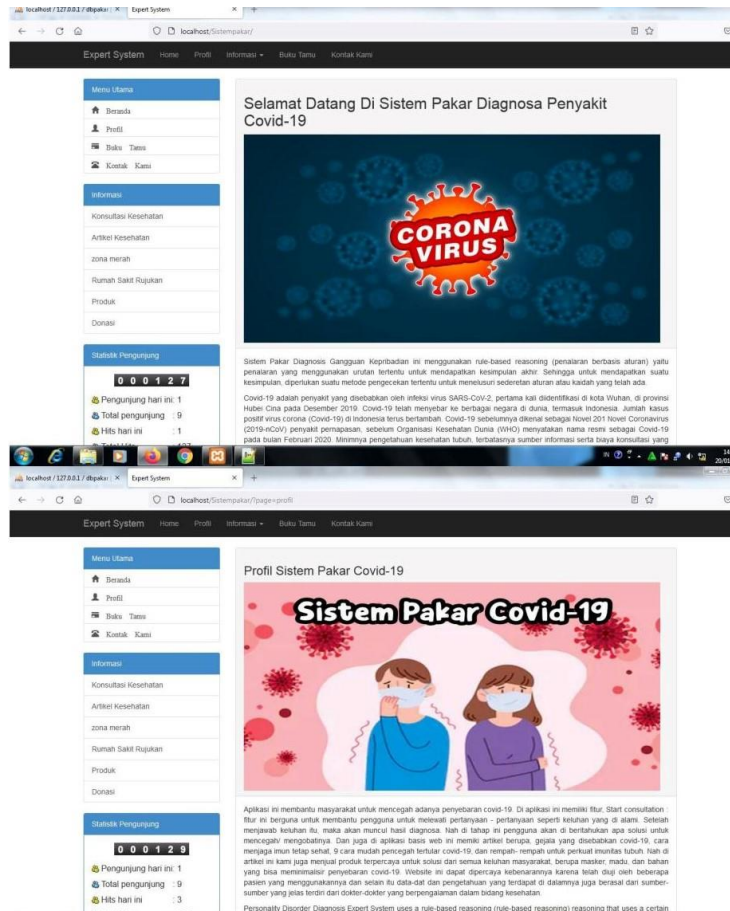 localhost / 127.0.0.1 / dbpakar
Expert System
localhost/Sistempakar/
Expert System Home Profil Informasi Buku Tamu Kontak Kami
Menu Utama
Beranda
Profil
Buku Tamu
Kontak Kami
Informasi
Konsultasi Kesehatan
Artikel Kesehatan
zona merah
Rumah Sakit Rujukan
Produk
Donasi
Statistik Pengunjung
000127
Pengunjung hari ini: 1
Total pengunjung : 9
Hits hari ini : 1
Total Hits : 127
Selamat Datang Di Sistem Pakar Diagnosa Penyakit
Covid-19
CORONA
VIRUS
Sistem Pakar Diagnosis Gangguan Kepribadian ini menggunakan rule-based reasoning (penalaran berbasis aturan) yaitu
penalaran yang menggunakan urutan tertentu untuk mendapatkan kesimpulan akhir. Sehingga untuk mendapatkan suatu
kesimpulan, diperlukan suatu metode pengecekan tertentu untuk menelusuri sederetan aturan atau kaidah yang telah ada.
Covid-19 adalah penyakit yang disebabkan oleh infeksi virus SARS-CoV-2, pertama kali diidentifikasi di kota Wuhan, di provinsi
Hubei Cina pada Desember 2019. Covid-19 telah menyebar ke berbagai negara di dunia, termasuk Indonesia. Jumlah kasus
positif virus corona (Covid-19) di Indonesia terus bertambah. Covid-19 sebelumnya dikenal sebagai Novel 201 Novel Coronavirus
(2019-nCoV) penyakit pernapasan, sebelum Organisasi Kesehatan Dunia (WHO) menyatakan nama resmi sebagai Covid-19
pada bulan Februari 2020. Minimnya pengetahuan kesehatan tubuh, terbatasnya sumber informasi serta biaya konsultasi yang
IN
14
20/01
localhost / 127.0.0.1 / dbpakar
Expert System
localhost/Sistempakar/?page=profil
Expert System Home Profil Informasi Buku Tamu Kontak Kami
Menu Utama
Beranda
Profil
Buku Tamu
Kontak Kami
Informasi
Konsultasi Kesehatan
Artikel Kesehatan
zona merah
Rumah Sakit Rujukan
Produk
Donasi
Statistik Pengunjung
000129
Pengunjung hari ini: 1
Total pengunjung : 9
Hits hari ini : 3
Profil Sistem Pakar Covid-19
Sistem Pakar Covid-19
Aplikasi ini membantu masyarakat untuk mencegah adanya penyebaran covid-19. Di aplikasi ini memiliki fitur, Start consultation :
fitur ini berguna untuk membantu pengguna untuk melewati pertanyaan - pertanyaan seperti keluhan yang di alami. Setelah
menjawab keluhan itu, maka akan muncul hasil diagnosa. Nah di tahap ini pengguna akan di beritahukan apa solusi untuk
mencegah/ mengobatinya. Dan juga di aplikasi basis web ini memiki artikel berupa, gejala yang disebabkan covid-19, cara
menjaga imun tetap sehat, 9 cara mudah pencegah tertular covid-19, dan rempah- rempah untuk perkuat imunitas tubuh. Nah di
artikel ini kami juga menjual produk terpercaya untuk solusi dari semua keluhan masyarakat, berupa masker, madu, dan bahan
yang bisa meminimalisir penyebaran covid-19. Website ini dapat dipercaya kebenarannya karena telah diuji oleh beberapa
pasien yang menggunakannya dan selain itu data-dat dan pengetahuan yang terdapat di dalamnya juga berasal dari sumber-
sumber yang jelas terdiri dari dokter-dokter yang berpengalaman dalam bidang kesehatan.
Personality Disorder Diagnosis Expert System uses a rule-based reasoning (rule-based reasoning) reasoning that uses a certain